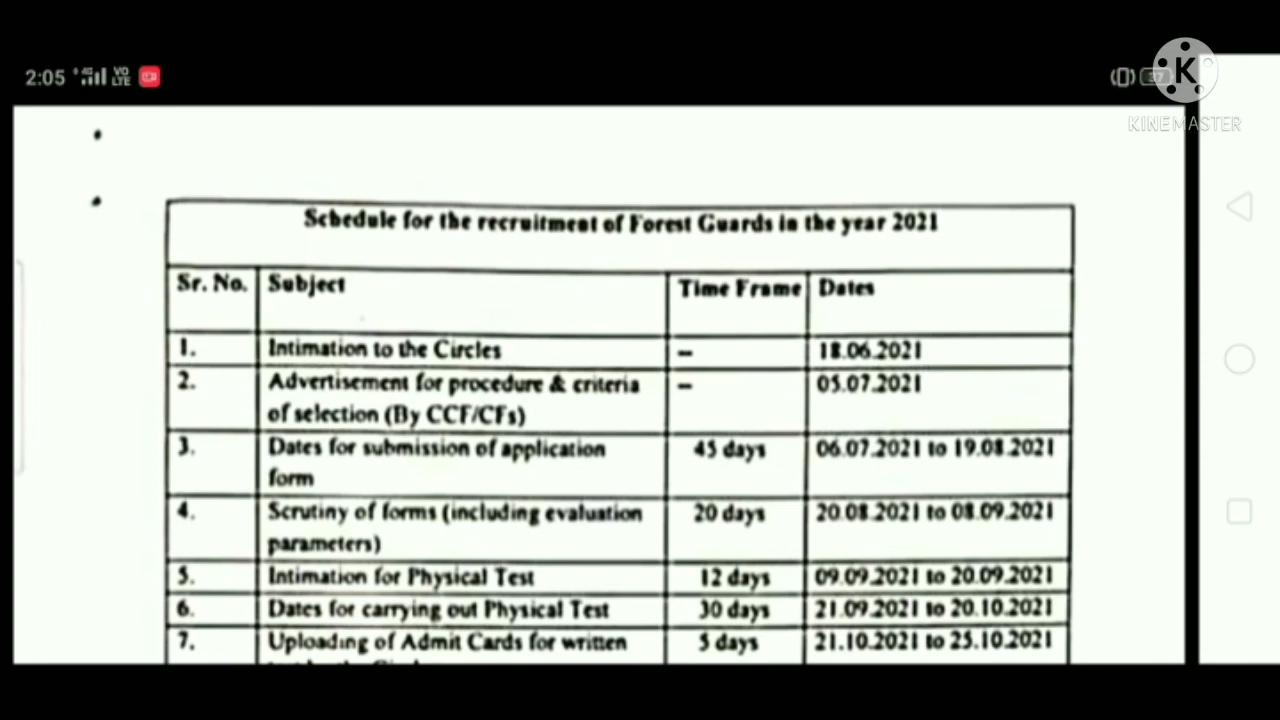 2:05 4G VO LTE
37
K
KINEMASTER
Schedule for the recruitment of Forest Guards in the year 2021
Sr. No. Subject Time Frame Dates
1. Intimation to the Circles – 18.06.2021
2. Advertisement for procedure & criteria – 05.07.2021
of selection (By CCF/CFs)
3. Dates for submission of application 45 days 06.07.2021 to 19.08.2021
form
4. Scrutiny of forms (including evaluation 20 days 20.08.2021 to 08.09.2021
parameters)
5. Intimation for Physical Test 12 days 09.09.2021 to 20.09.2021
6. Dates for carrying out Physical Test 30 days 21.09.2021 to 20.10.2021
7. Uploading of Admit Cards for written 5 days 21.10.2021 to 25.10.2021